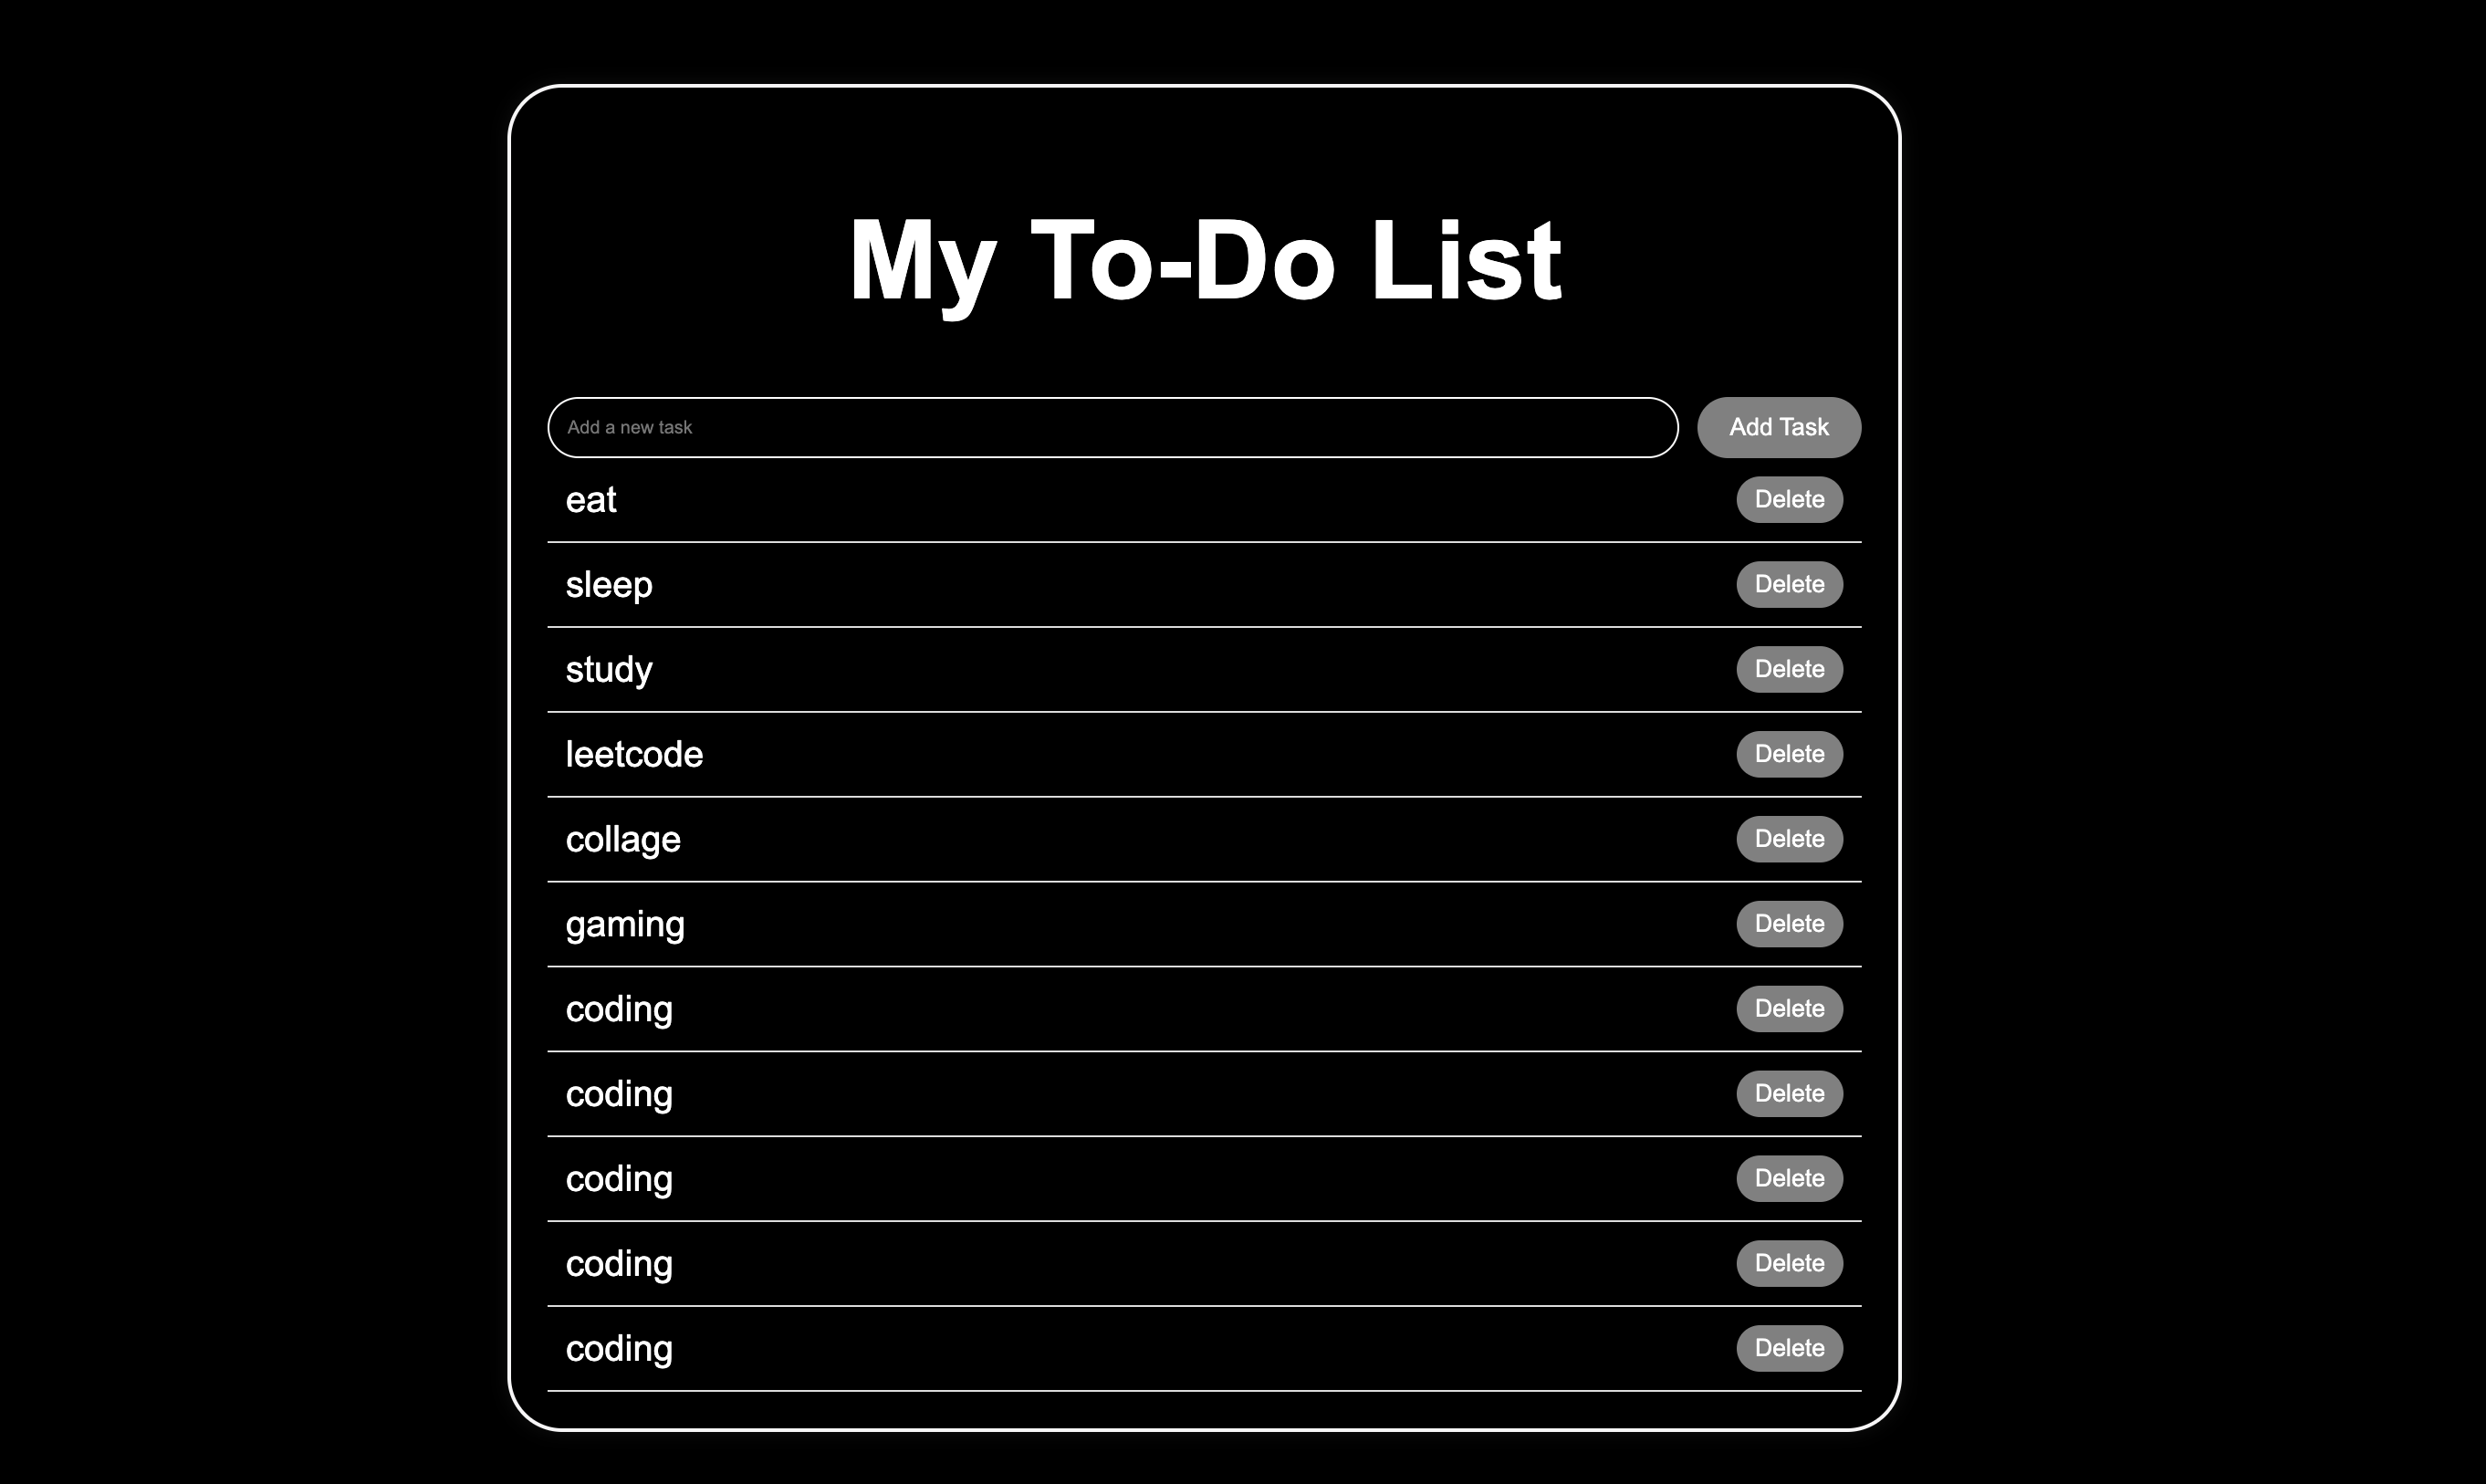 My To-Do List
Add a new task Add Task
eat Delete
sleep Delete
study Delete
leetcode Delete
collage Delete
gaming Delete
coding Delete
coding Delete
coding Delete
coding Delete
coding Delete